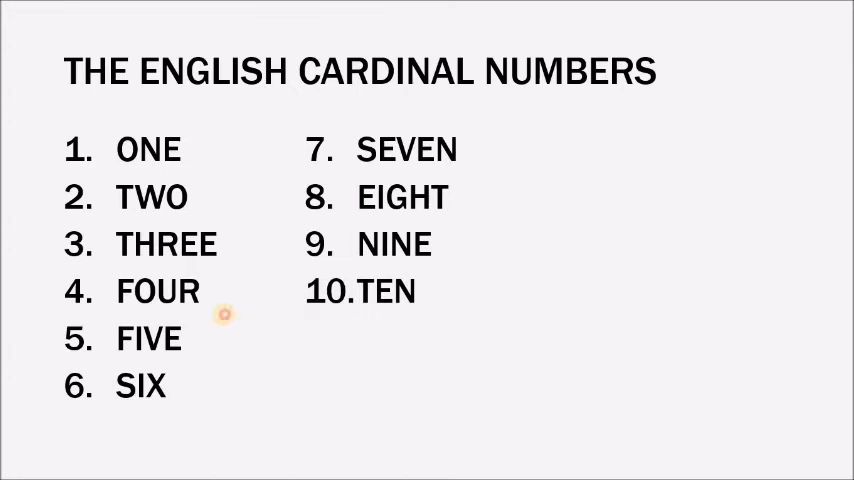 THE ENGLISH CARDINAL NUMBERS
1. ONE
2. TWO
3. THREE
4. FOUR
5. FIVE
6. SIX
7. SEVEN
8. EIGHT
9. NINE
10.TEN